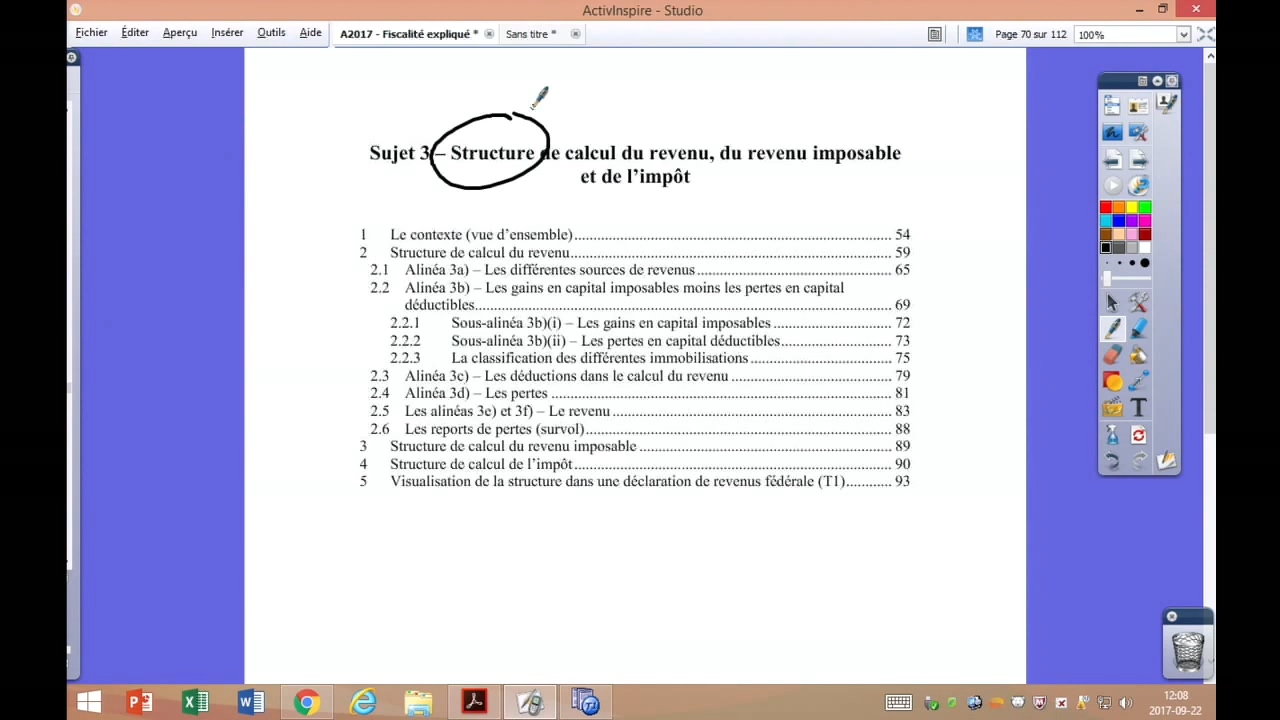 ActivInspire - Studio
Fichier Éditer Aperçu Insérer Outils Aide A2017 - Fiscalité expliqué * Sans titre * Page 70 sur 112 100%
Sujet 3 – Structure de calcul du revenu, du revenu imposable
et de l’impôt
1 Le contexte (vue d’ensemble) 54
2 Structure de calcul du revenu 59
2.1 Alinéa 3a) – Les différentes sources de revenus 65
2.2 Alinéa 3b) – Les gains en capital imposables moins les pertes en capital
déductibles 69
2.2.1 Sous-alinéa 3b)(i) – Les gains en capital imposables 72
2.2.2 Sous-alinéa 3b)(ii) – Les pertes en capital déductibles 73
2.2.3 La classification des différentes immobilisations 75
2.3 Alinéa 3c) – Les déductions dans le calcul du revenu 79
2.4 Alinéa 3d) – Les pertes 81
2.5 Les alinéas 3e) et 3f) – Le revenu 83
2.6 Les reports de pertes (survol) 88
3 Structure de calcul du revenu imposable 89
4 Structure de calcul de l’impôt 90
5 Visualisation de la structure dans une déclaration de revenus fédérale (T1) 93
12:08
2017-09-22